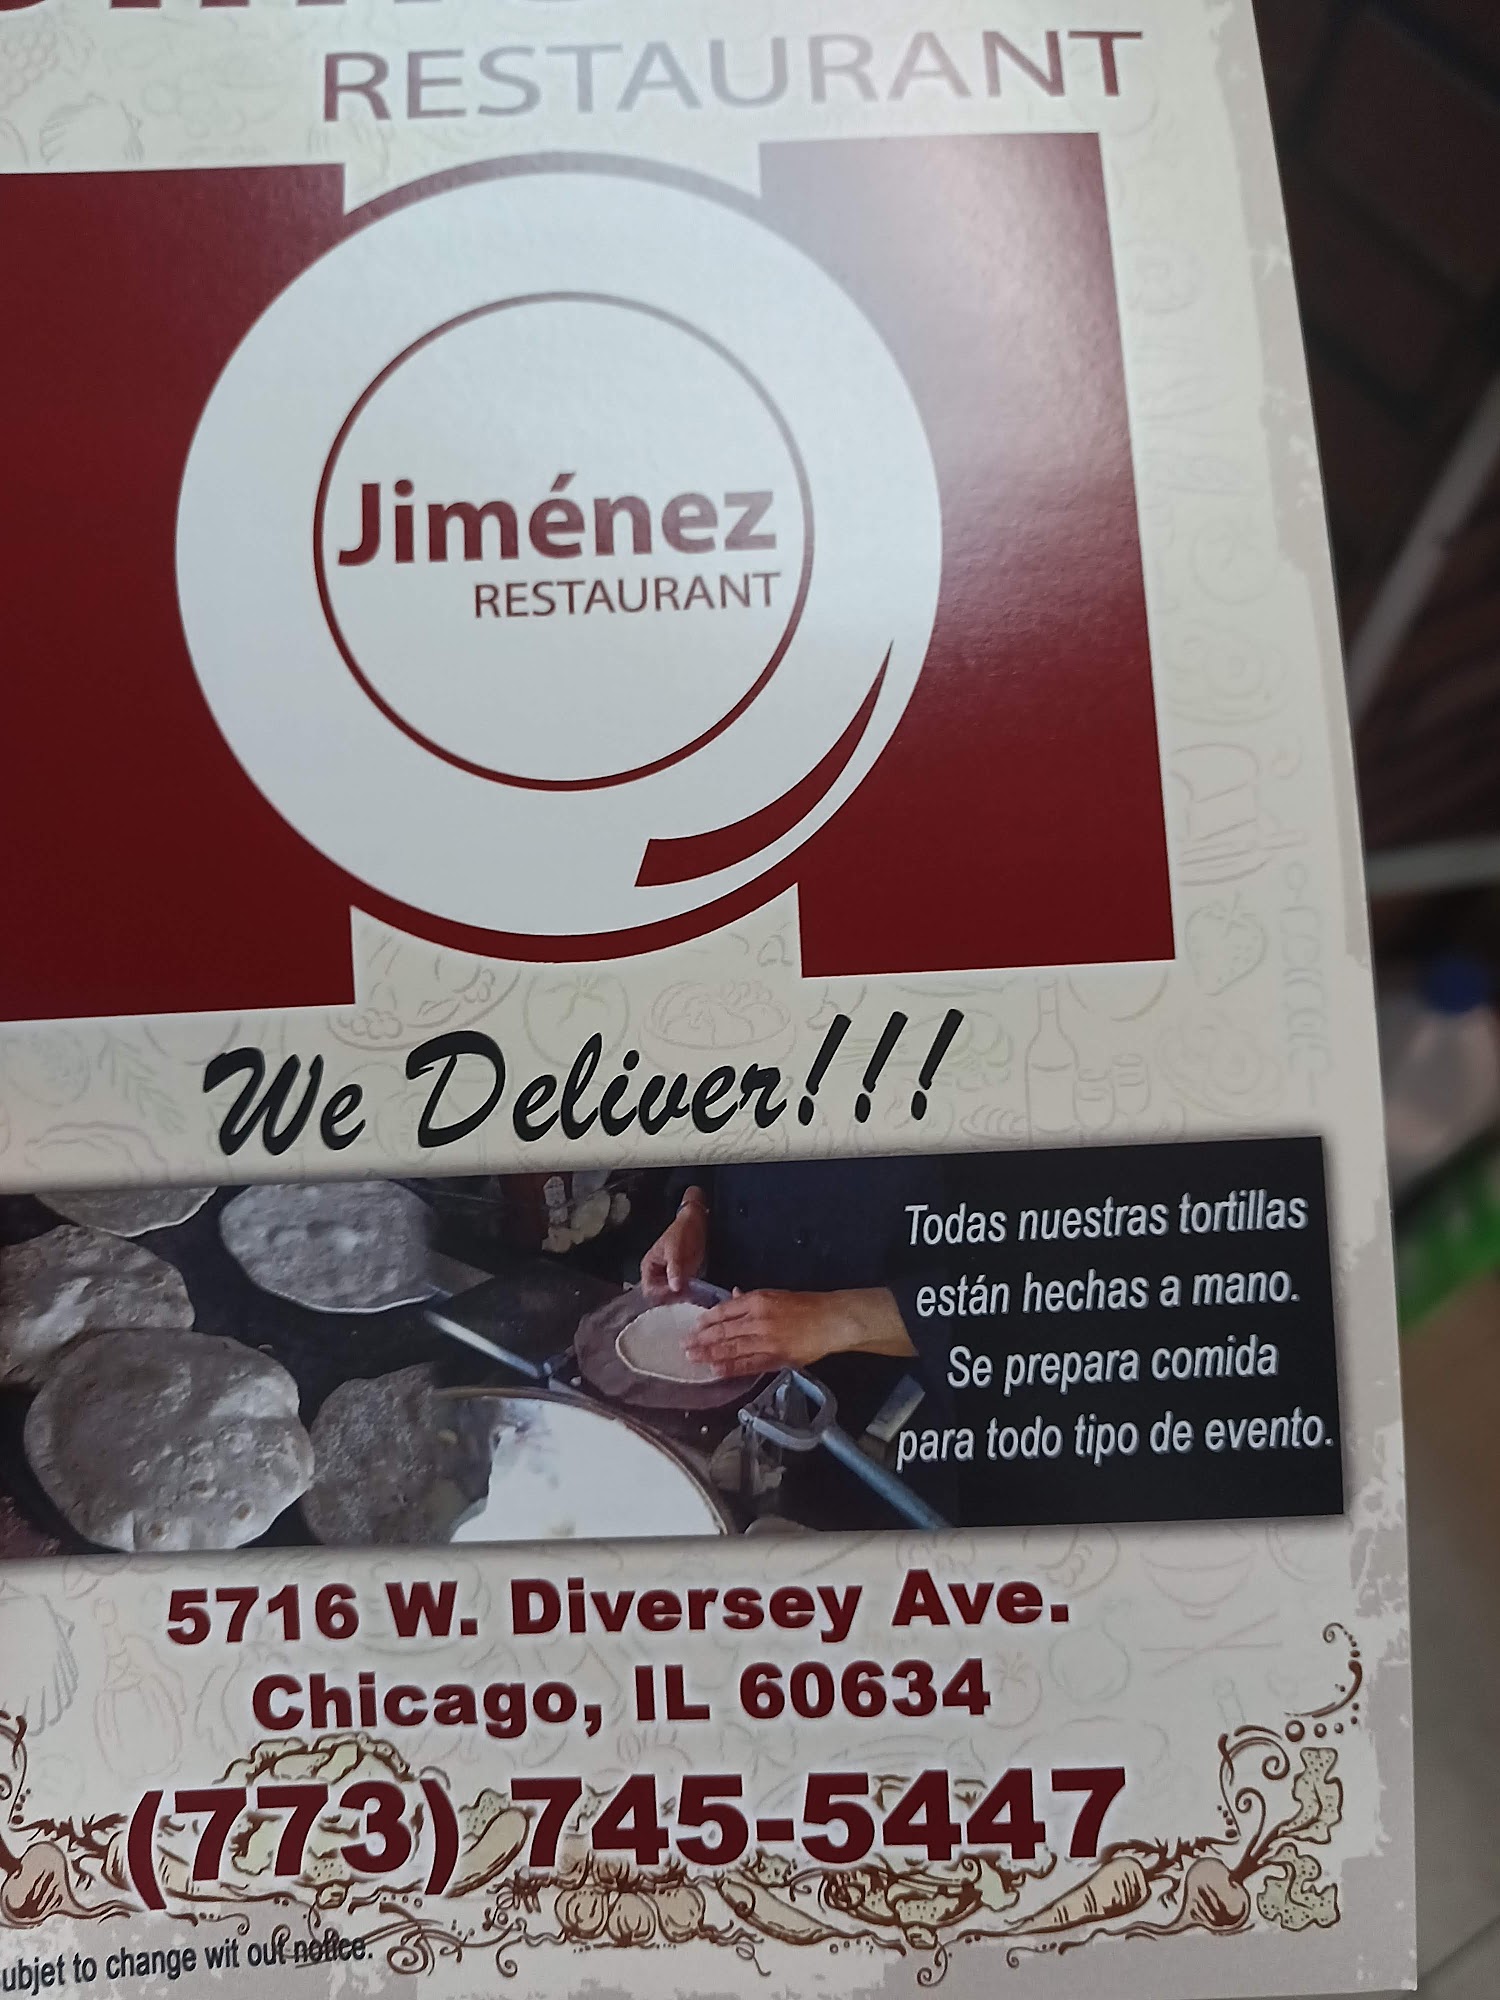 RESTAURANT
Jiménez
RESTAURANT
We Deliver!!!
Todas nuestras tortillas
están hechas a mano.
Se prepara comida
para todo tipo de evento.
5716 W. Diversey Ave.
Chicago, IL 60634
(773) 745-5447
ubjet to change wit out notice.